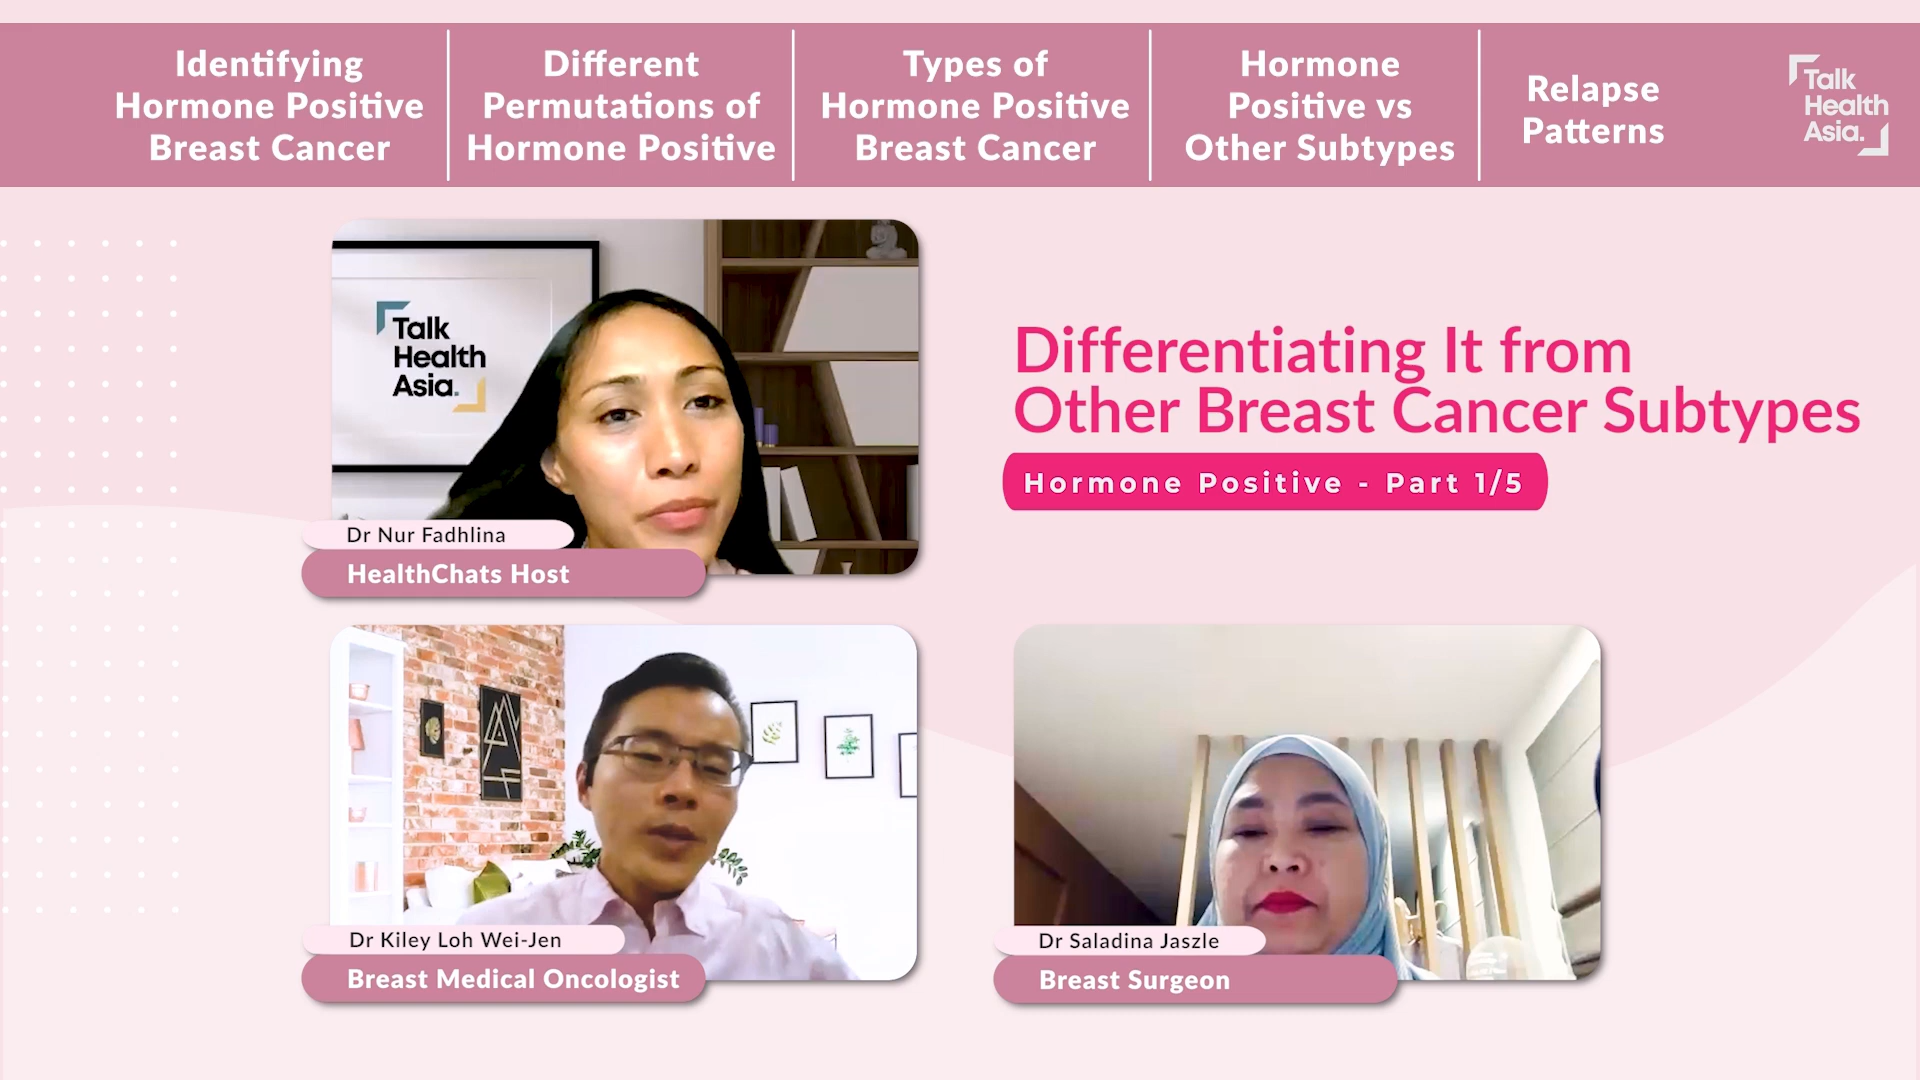 Identifying
Hormone Positive
Breast Cancer
Different
Permutations of
Hormone Positive
Types of
Hormone Positive
Breast Cancer
Hormone
Positive vs
Other Subtypes
Relapse
Patterns
Talk
Health
Asia.
Talk
Health
Asia.
Differentiating It from
Other Breast Cancer Subtypes
Hormone Positive - Part 1/5
Dr Nur Fadhlina
HealthChats Host
Dr Kiley Loh Wei-Jen
Breast Medical Oncologist
Dr Saladina Jaszle
Breast Surgeon